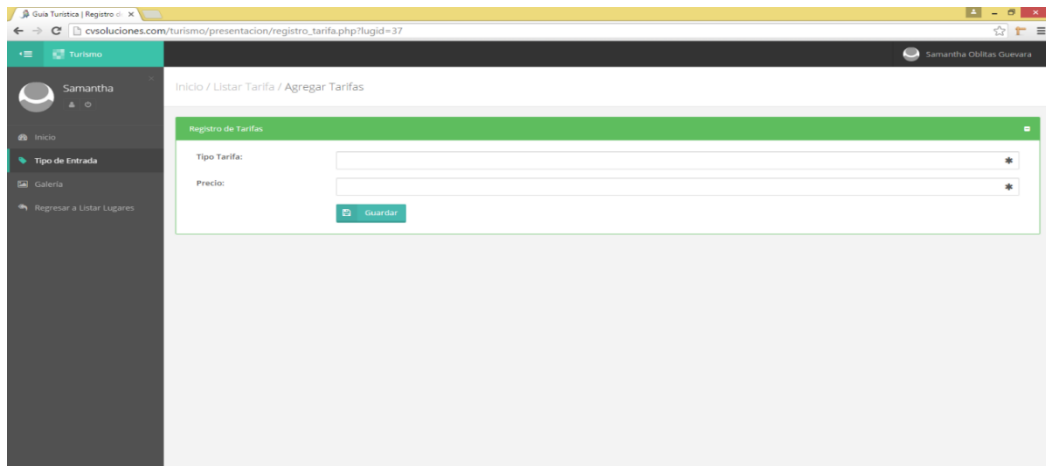 Guia Turistica | Registro d
cvsoluciones.com/turismo/presentacion/registro_tarifa.php?lugid=37
Turismo
Samantha Oblitas Guevara
Samantha
Inicio / Listar Tarifa / Agregar Tarifas
Inicio
Tipo de Entrada
Galeria
Regresar a Listar Lugares
Registro de Tarifas
Tipo Tarifa:
Precio:
Guardar